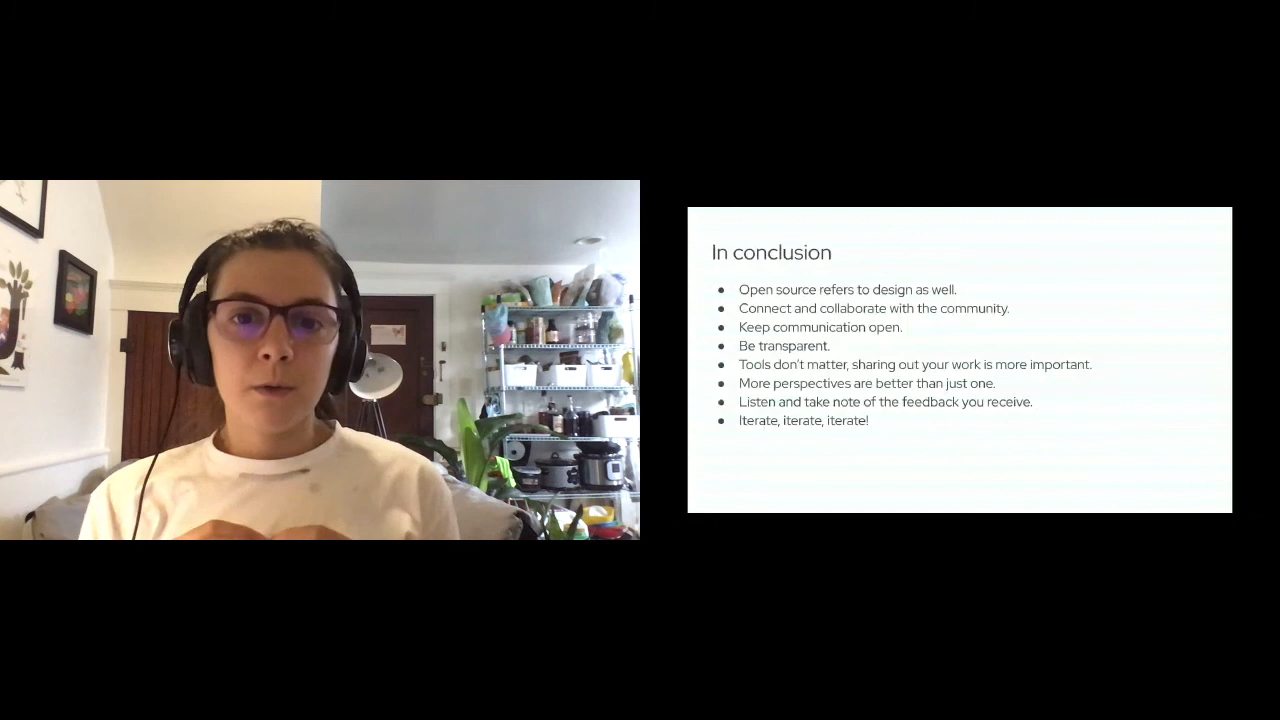 In conclusion
● Open source refers to design as well.
● Connect and collaborate with the community.
● Keep communication open.
● Be transparent.
● Tools don't matter, sharing out your work is more important.
● More perspectives are better than just one.
● Listen and take note of the feedback you receive.
● Iterate, iterate, iterate!